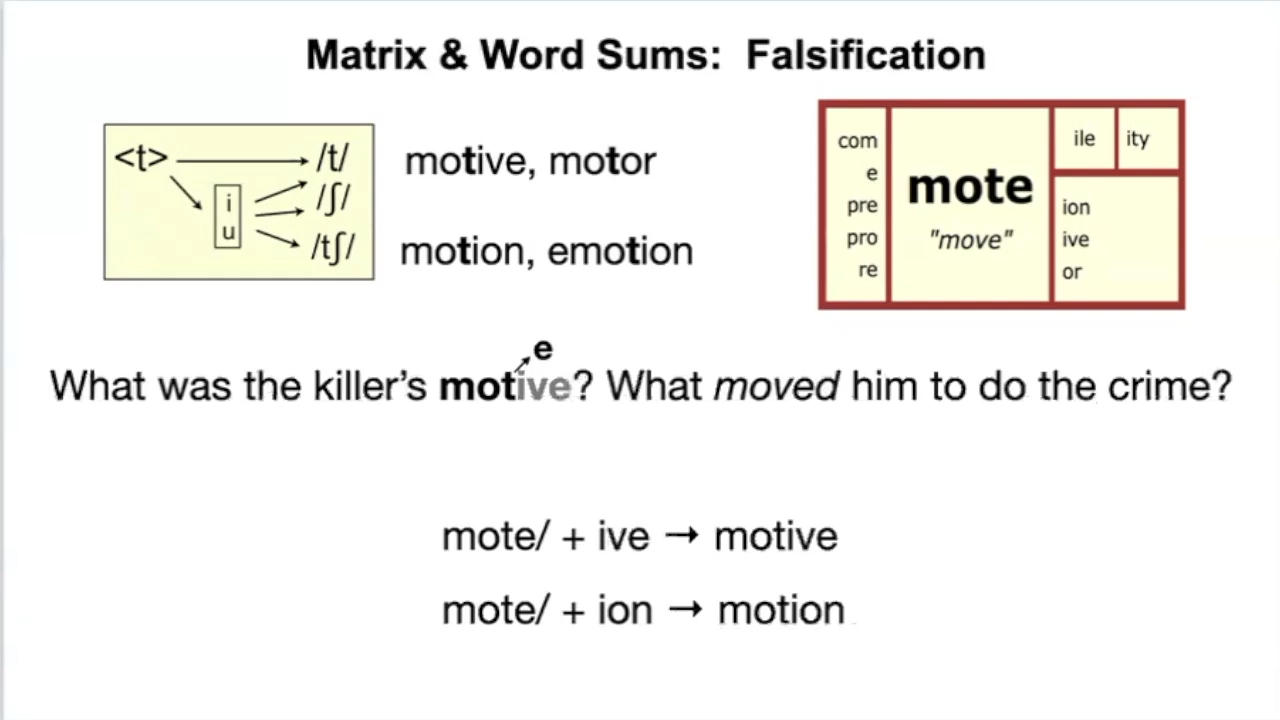 Matrix & Word Sums: Falsification
<t> /t/
i /ʃ/
u /tʃ/
motive, motor
motion, emotion
com
e
pre
pro
re
mote
"move"
ile ity
ion
ive
or
e
What was the killer's motive? What moved him to do the crime?
mote/ + ive → motive
mote/ + ion → motion